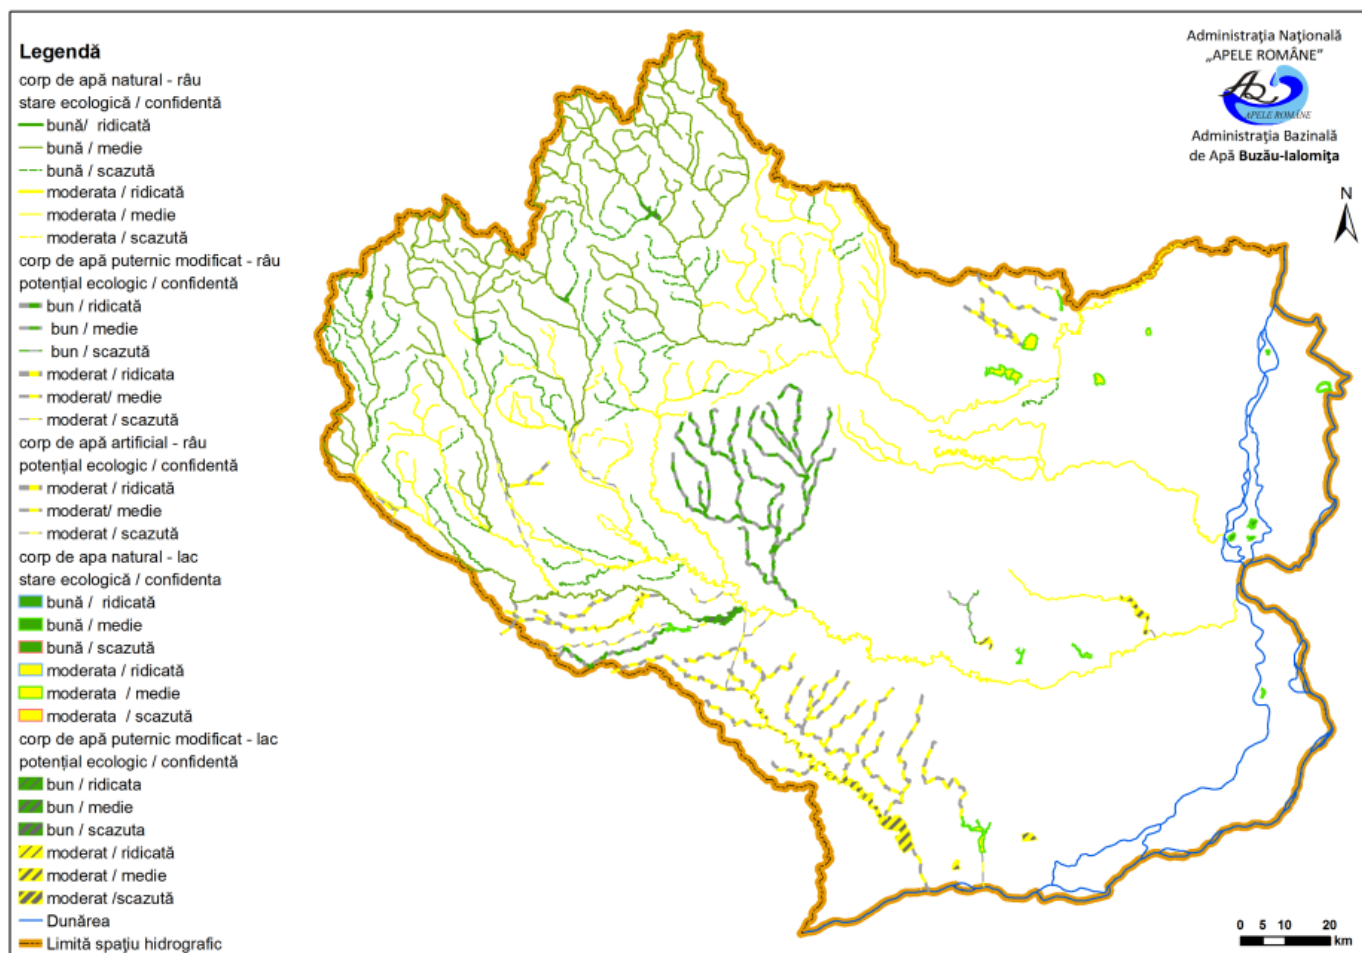 Legendă
corp de apă natural - râu
stare ecologică / confidentă
bună/ ridicată
bună / medie
bună / scazută
moderata / ridicată
moderata / medie
moderata / scazută
corp de apă puternic modificat - râu
potențial ecologic / confidentă
bun / ridicată
bun / medie
bun / scazută
moderat / ridicata
moderat/ medie
moderat / scazută
corp de apă artificial - râu
potențial ecologic / confidentă
moderat / ridicată
moderat/ medie
moderat / scazută
corp de apa natural - lac
stare ecologică / confidenta
bună / ridicată
bună / medie
bună / scazută
moderata / ridicată
moderata / medie
moderata / scazută
corp de apă puternic modificat - lac
potențial ecologic / confidentă
bun / ridicata
bun / medie
bun / scazuta
moderat / ridicată
moderat / medie
moderat /scazută
Dunărea
Limită spațiu hidrografic
Administrația Națională
„APELE ROMÂNE”
APELE ROMÂNE
Administrația Bazinală
de Apă Buzău-Ialomița
N
0 5 10 20
km